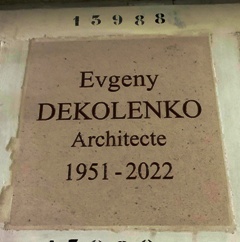 15988
Evgeny
DEKOLENKO
Architecte
1951-2022